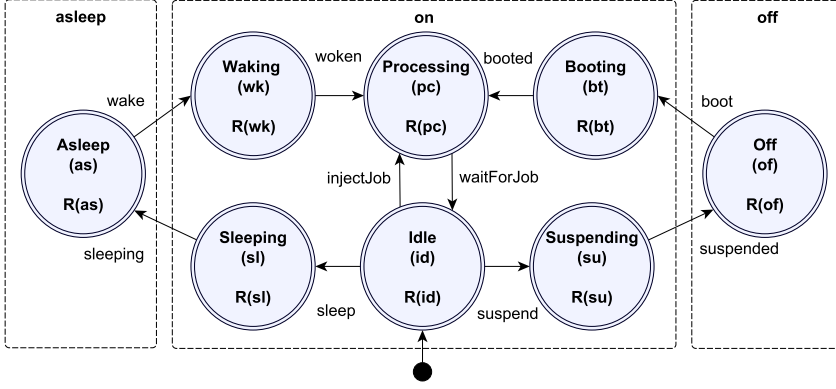 asleep
on
off
Waking
(wk)
R(wk)
woken
Processing
(pc)
R(pc)
booted
Booting
(bt)
R(bt)
wake
boot
Asleep
(as)
R(as)
Off
(of)
R(of)
injectJob
waitForJob
sleeping
Sleeping
(sl)
R(sl)
sleep
Idle
(id)
R(id)
suspend
Suspending
(su)
R(su)
suspended